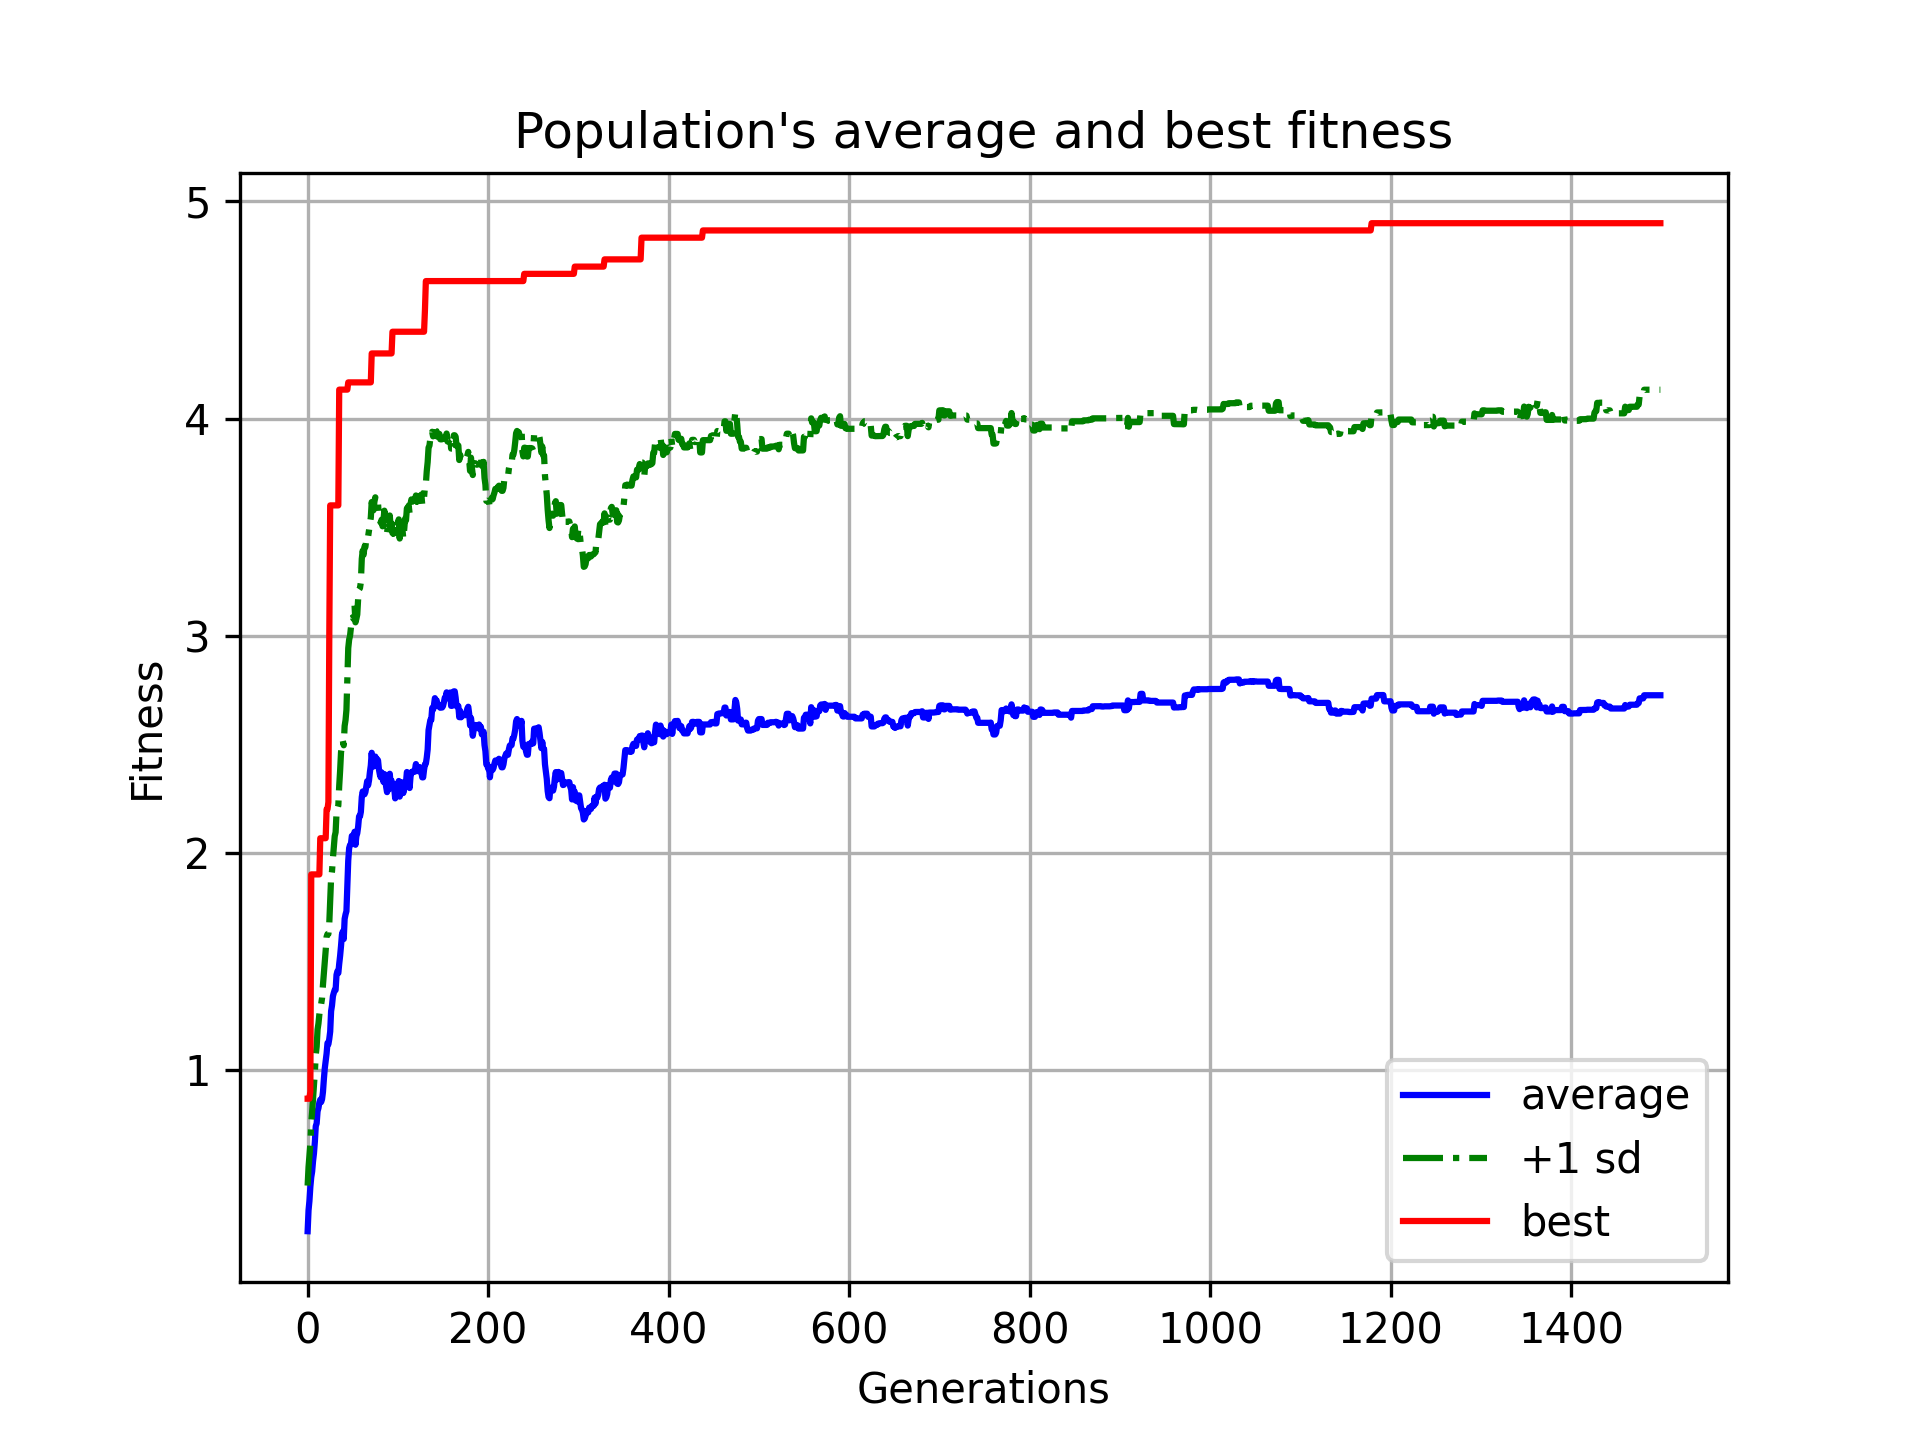 Population's average and best fitness
5
4
3
2
1
Fitness
0 200 400 600 800 1000 1200 1400
Generations
average
+1 sd
best